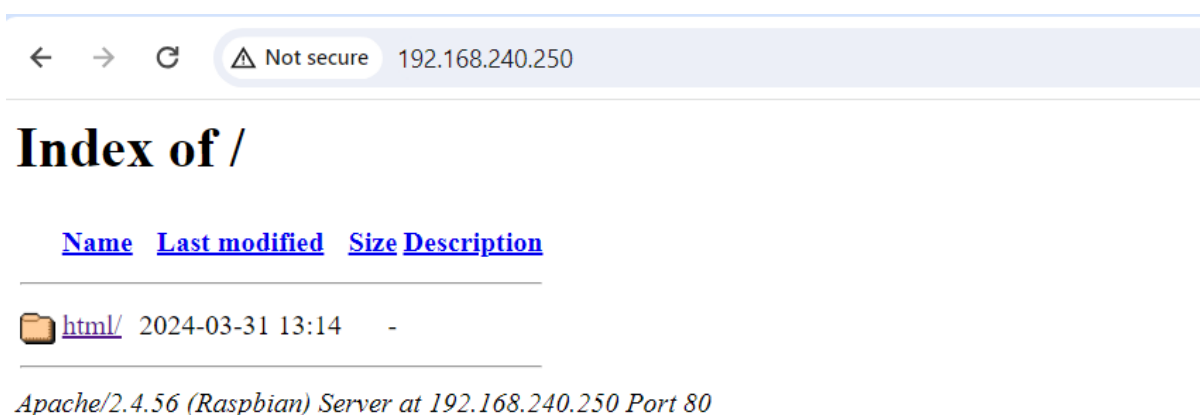 Not secure 192.168.240.250
Index of /
Name Last modified Size Description
html/ 2024-03-31 13:14 -
Apache/2.4.56 (Raspbian) Server at 192.168.240.250 Port 80